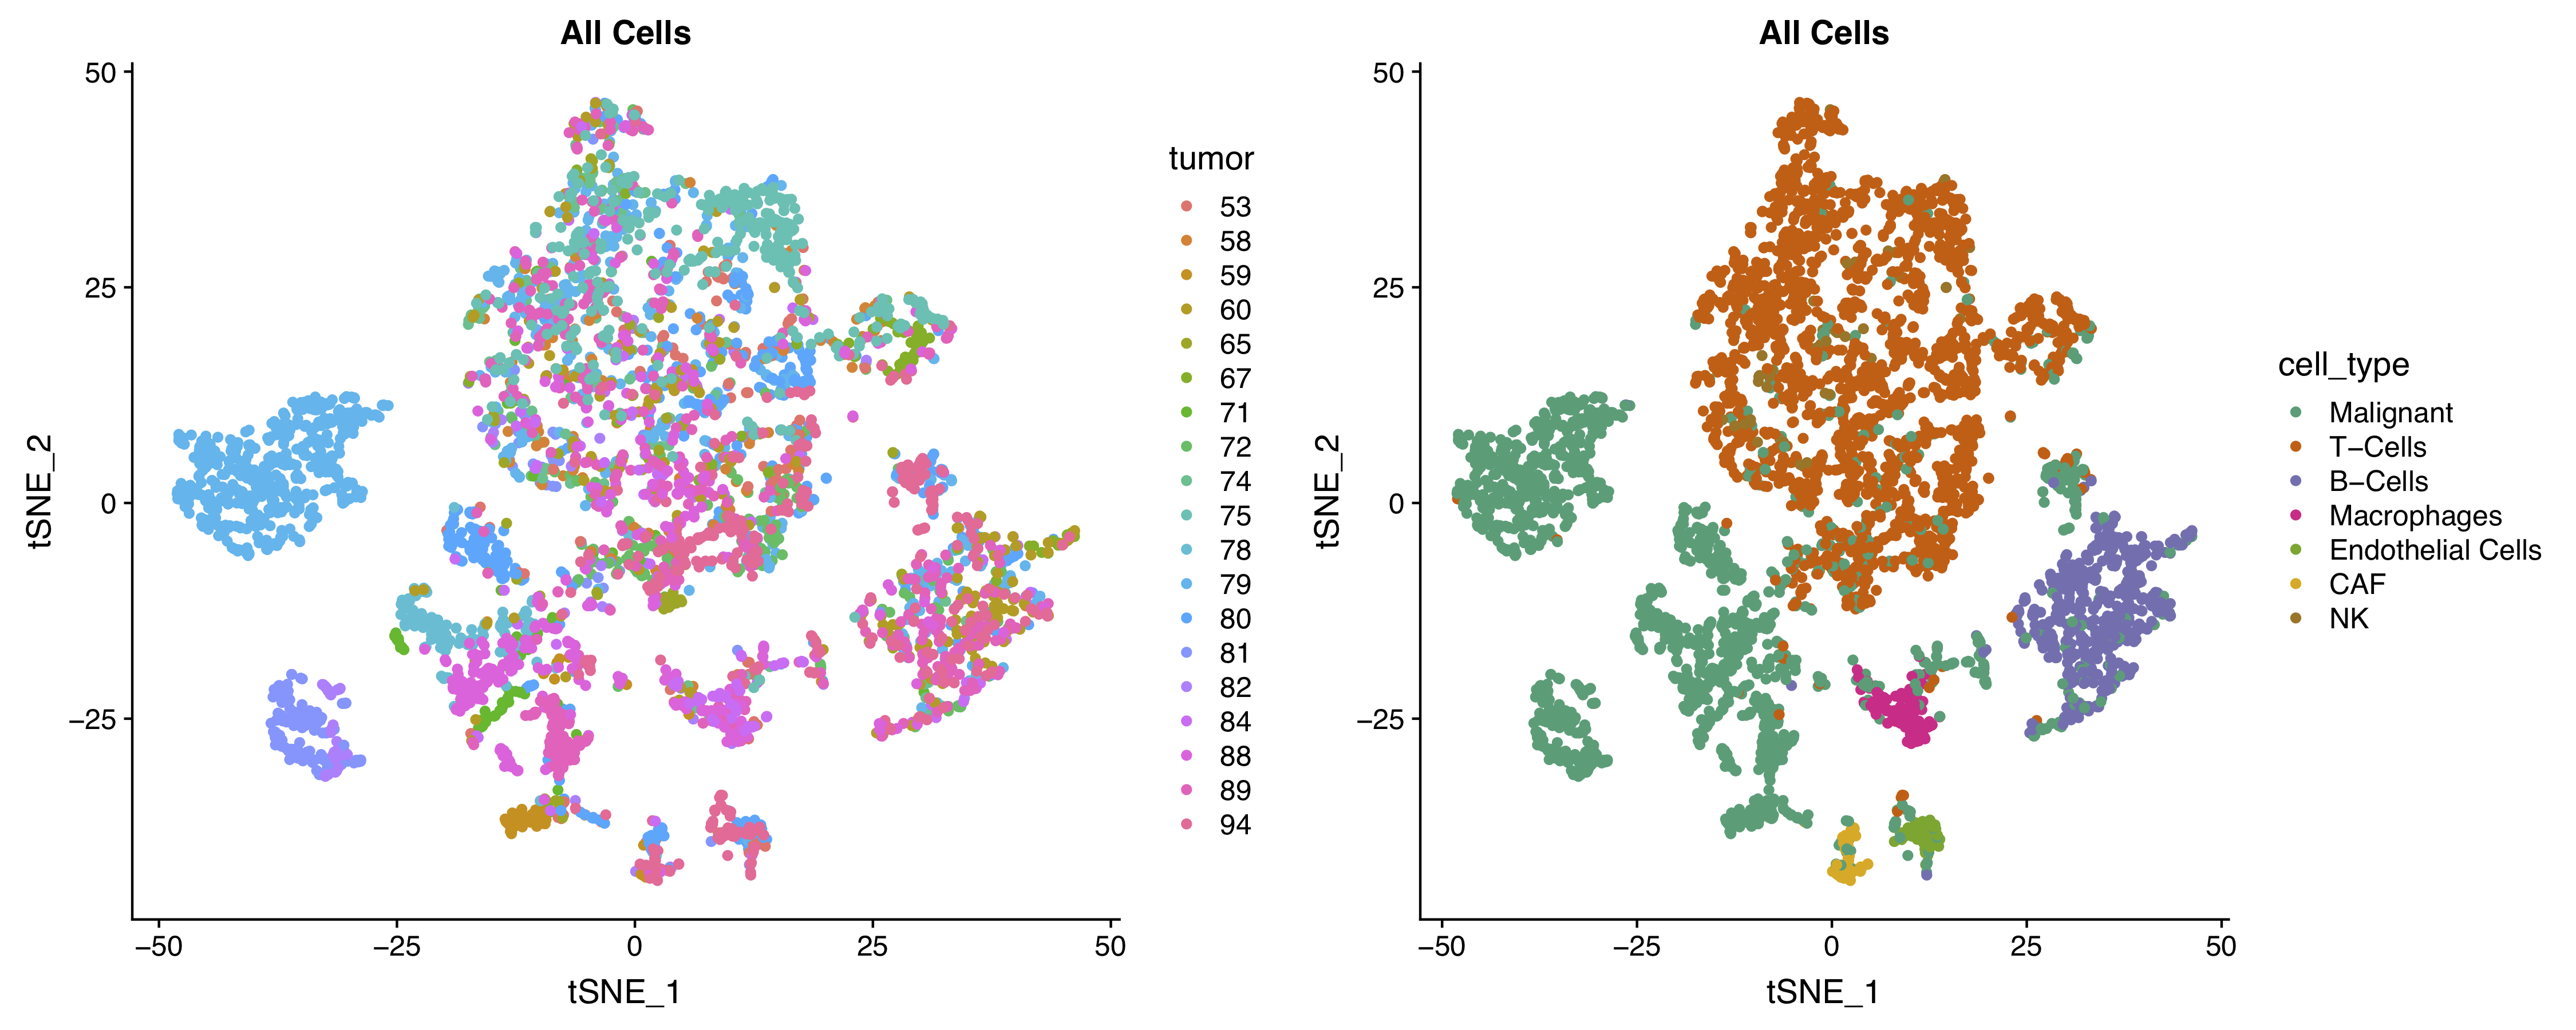 All Cells
50
25
0
−25
−50
−25
0
25
50
tSNE_2
tSNE_1
tumor
53
58
59
60
65
67
71
72
74
75
78
79
80
81
82
84
88
89
94
All Cells
50
25
0
−25
−50
−25
0
25
50
tSNE_2
tSNE_1
cell_type
Malignant
T−Cells
B−Cells
Macrophages
Endothelial Cells
CAF
NK